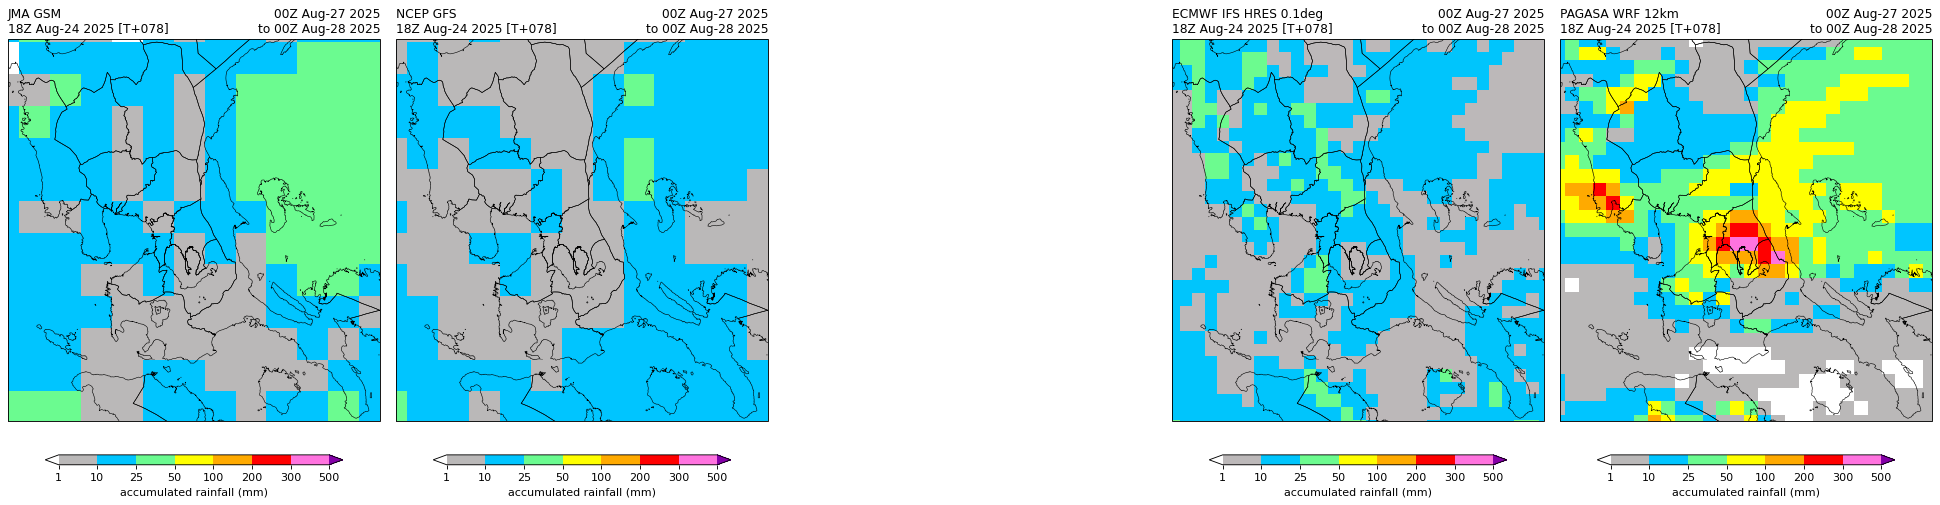 JMA GSM 00Z Aug-27 2025
18Z Aug-24 2025 [T+078] to 00Z Aug-28 2025
1 10 25 50 100 200 300 500
accumulated rainfall (mm)
NCEP GFS 00Z Aug-27 2025
18Z Aug-24 2025 [T+078] to 00Z Aug-28 2025
1 10 25 50 100 200 300 500
accumulated rainfall (mm)
ECMWF IFS HRES 0.1deg 00Z Aug-27 2025
18Z Aug-24 2025 [T+078] to 00Z Aug-28 2025
1 10 25 50 100 200 300 500
accumulated rainfall (mm)
PAGASA WRF 12km 00Z Aug-27 2025
18Z Aug-24 2025 [T+078] to 00Z Aug-28 2025
1 10 25 50 100 200 300 500
accumulated rainfall (mm)